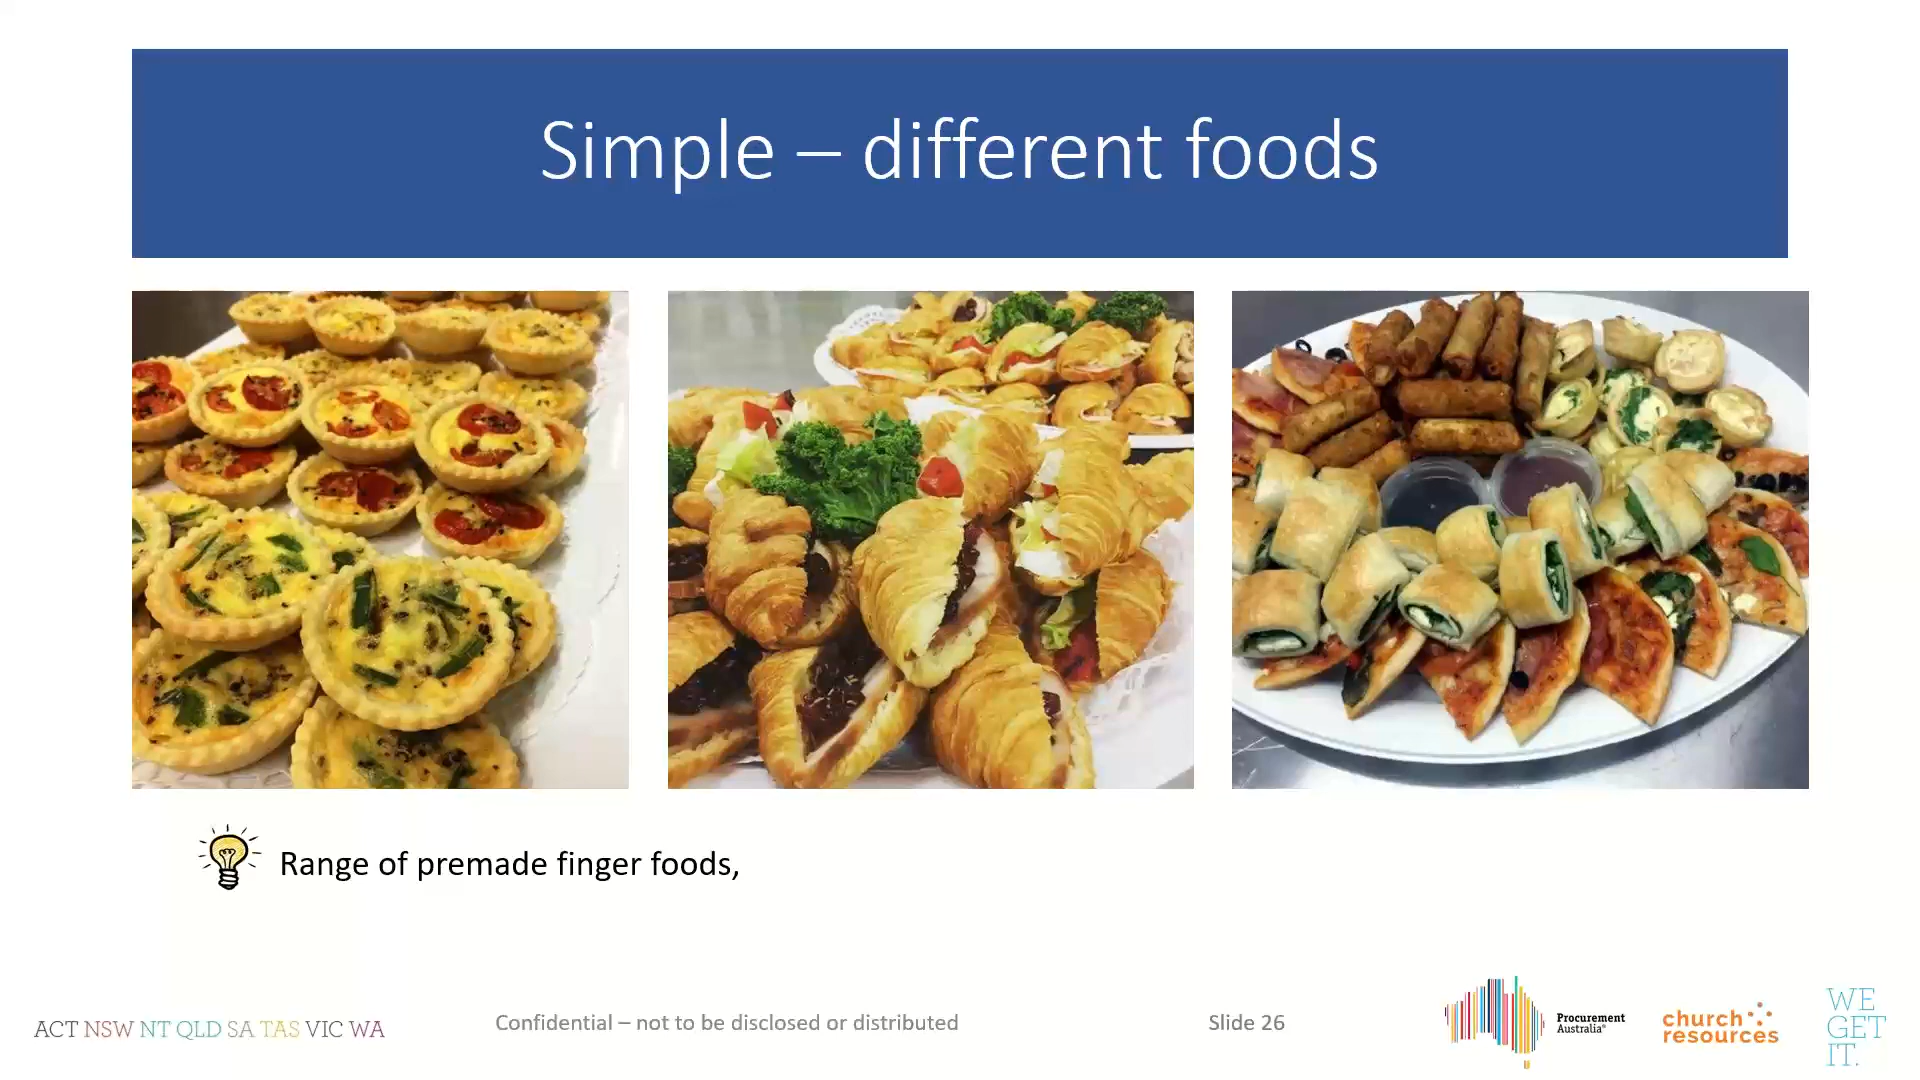 Simple – different foods
Range of premade finger foods,
ACT NSW NT QLD SA TAS VIC WA
Confidential – not to be disclosed or distributed
Slide 26
Procurement
Australia®
church
resources
WE
GET
IT.